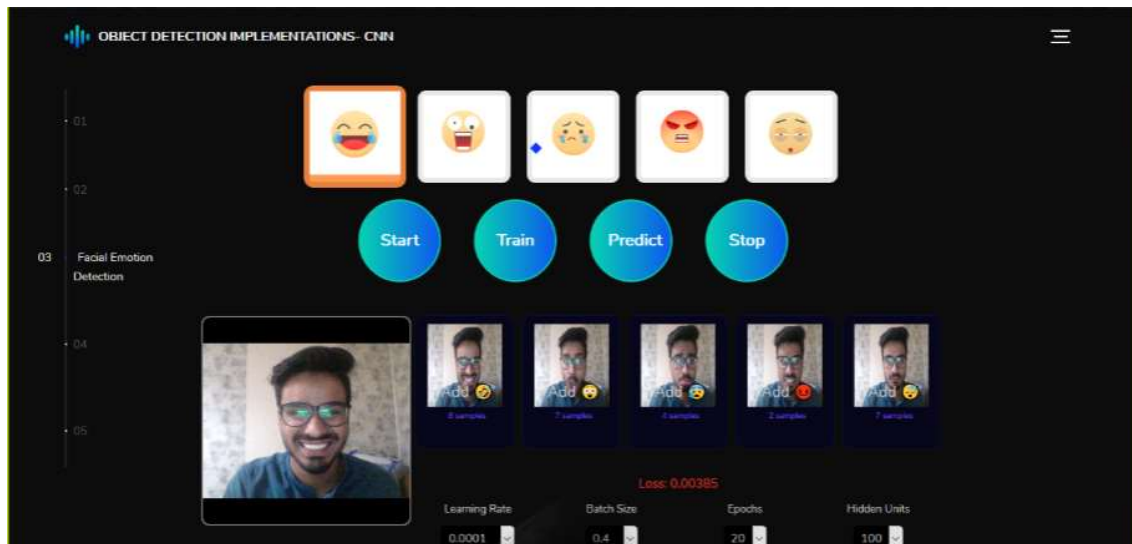 OBJECT DETECTION IMPLEMENTATIONS- CNN
01
02
03 Facial Emotion
Detection
04
05
Start Train Predict Stop
Add Add Add Add Add
8 samples 7 samples 4 samples 2 samples 7 samples
Loss: 0.00385
Learning Rate Batch Size Epochs Hidden Units
0.0001 0.4 20 100